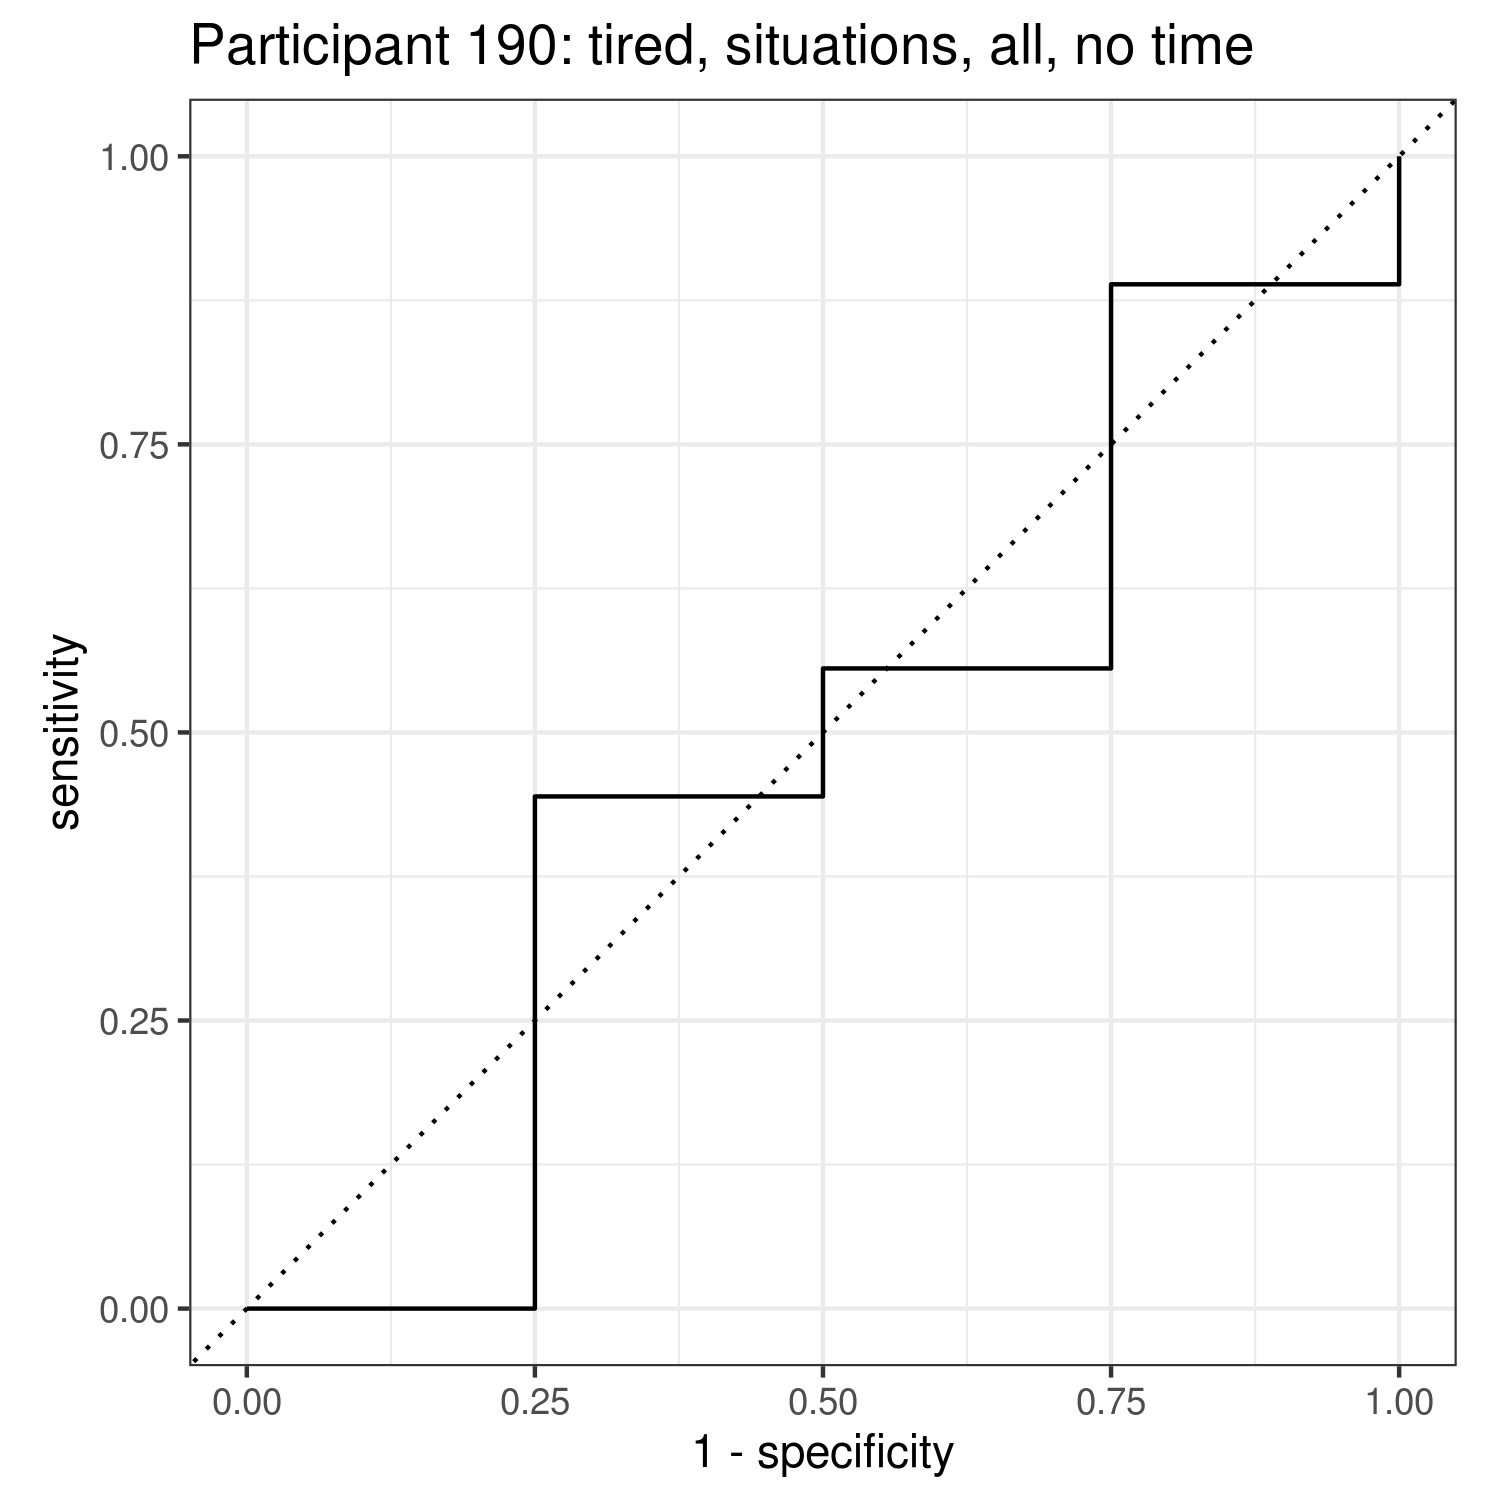 Participant 190: tired, situations, all, no time
1.00
0.75
0.50
0.25
0.00
sensitivity
0.00 0.25 0.50 0.75 1.00
1 - specificity